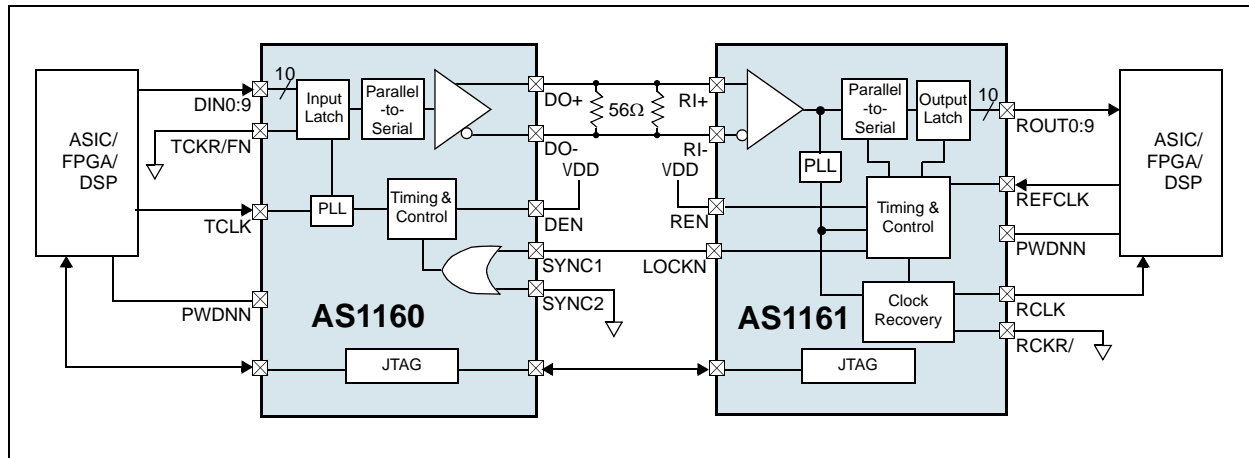 ASIC/
FPGA/
DSP
DIN0:9
TCKR/FN
TCLK
PWDNN
10
Input
Latch
Parallel
-to-
Serial
PLL
Timing &
Control
AS1160
JTAG
DO+
DO-
VDD
DEN
SYNC1
SYNC2
56Ω
RI+
RI-
VDD
REN
LOCKN
PLL
Parallel
-to-
Serial
Output
Latch
10
Timing &
Control
Clock
Recovery
AS1161
JTAG
ROUT0:9
REFCLK
PWDNN
RCLK
RCKR/
ASIC/
FPGA/
DSP